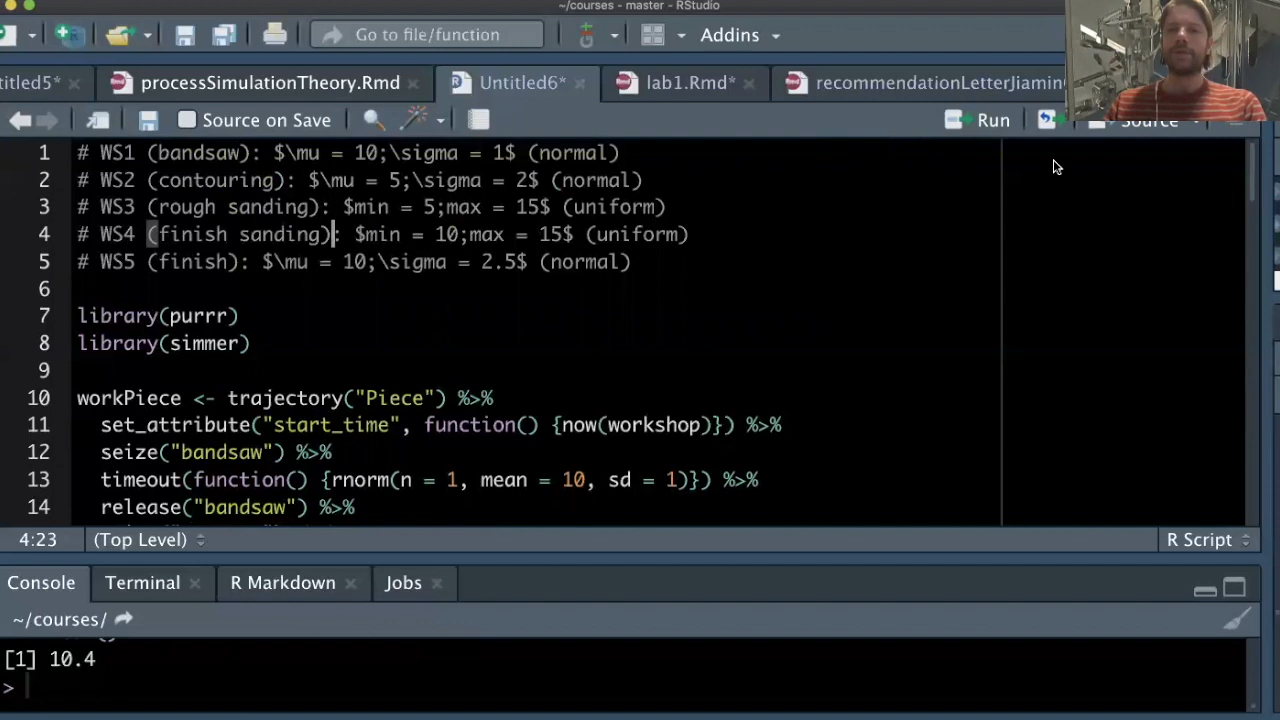 ~/courses - master - RStudio
Go to file/function
Addins
titled5*
processSimulationTheory.Rmd
Untitled6*
lab1.Rmd*
recommendationLetterJiamin
Source on Save
Run
Source
1 # WS1 (bandsaw): $\mu = 10;\sigma = 1$ (normal)
2 # WS2 (contouring): $\mu = 5;\sigma = 2$ (normal)
3 # WS3 (rough sanding): $min = 5;max = 15$ (uniform)
4 # WS4 (finish sanding): $min = 10;max = 15$ (uniform)
5 # WS5 (finish): $\mu = 10;\sigma = 2.5$ (normal)
6
7 library(purrr)
8 library(simmer)
9
10 workPiece <- trajectory("Piece") %>%
11 set_attribute("start_time", function() {now(workshop)}) %>%
12 seize("bandsaw") %>%
13 timeout(function() {rnorm(n = 1, mean = 10, sd = 1)}) %>%
14 release("bandsaw") %>%
4:23 (Top Level) R Script
Console Terminal R Markdown Jobs
~/courses/
[1] 10.4
>